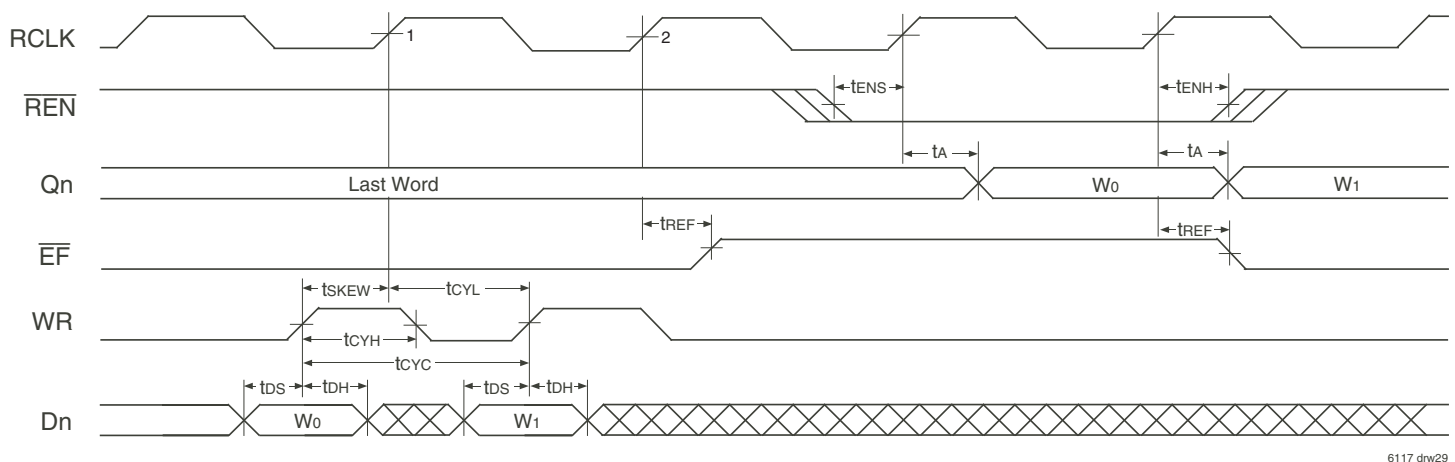 RCLK 1 2
REN tENS tENH
tA tA
Qn Last Word W0 W1
tREF tREF
EF
tSKEW tCYL
WR
tCYH
tCYC
tDS tDH tDS tDH
Dn W0 W1
6117 drw29